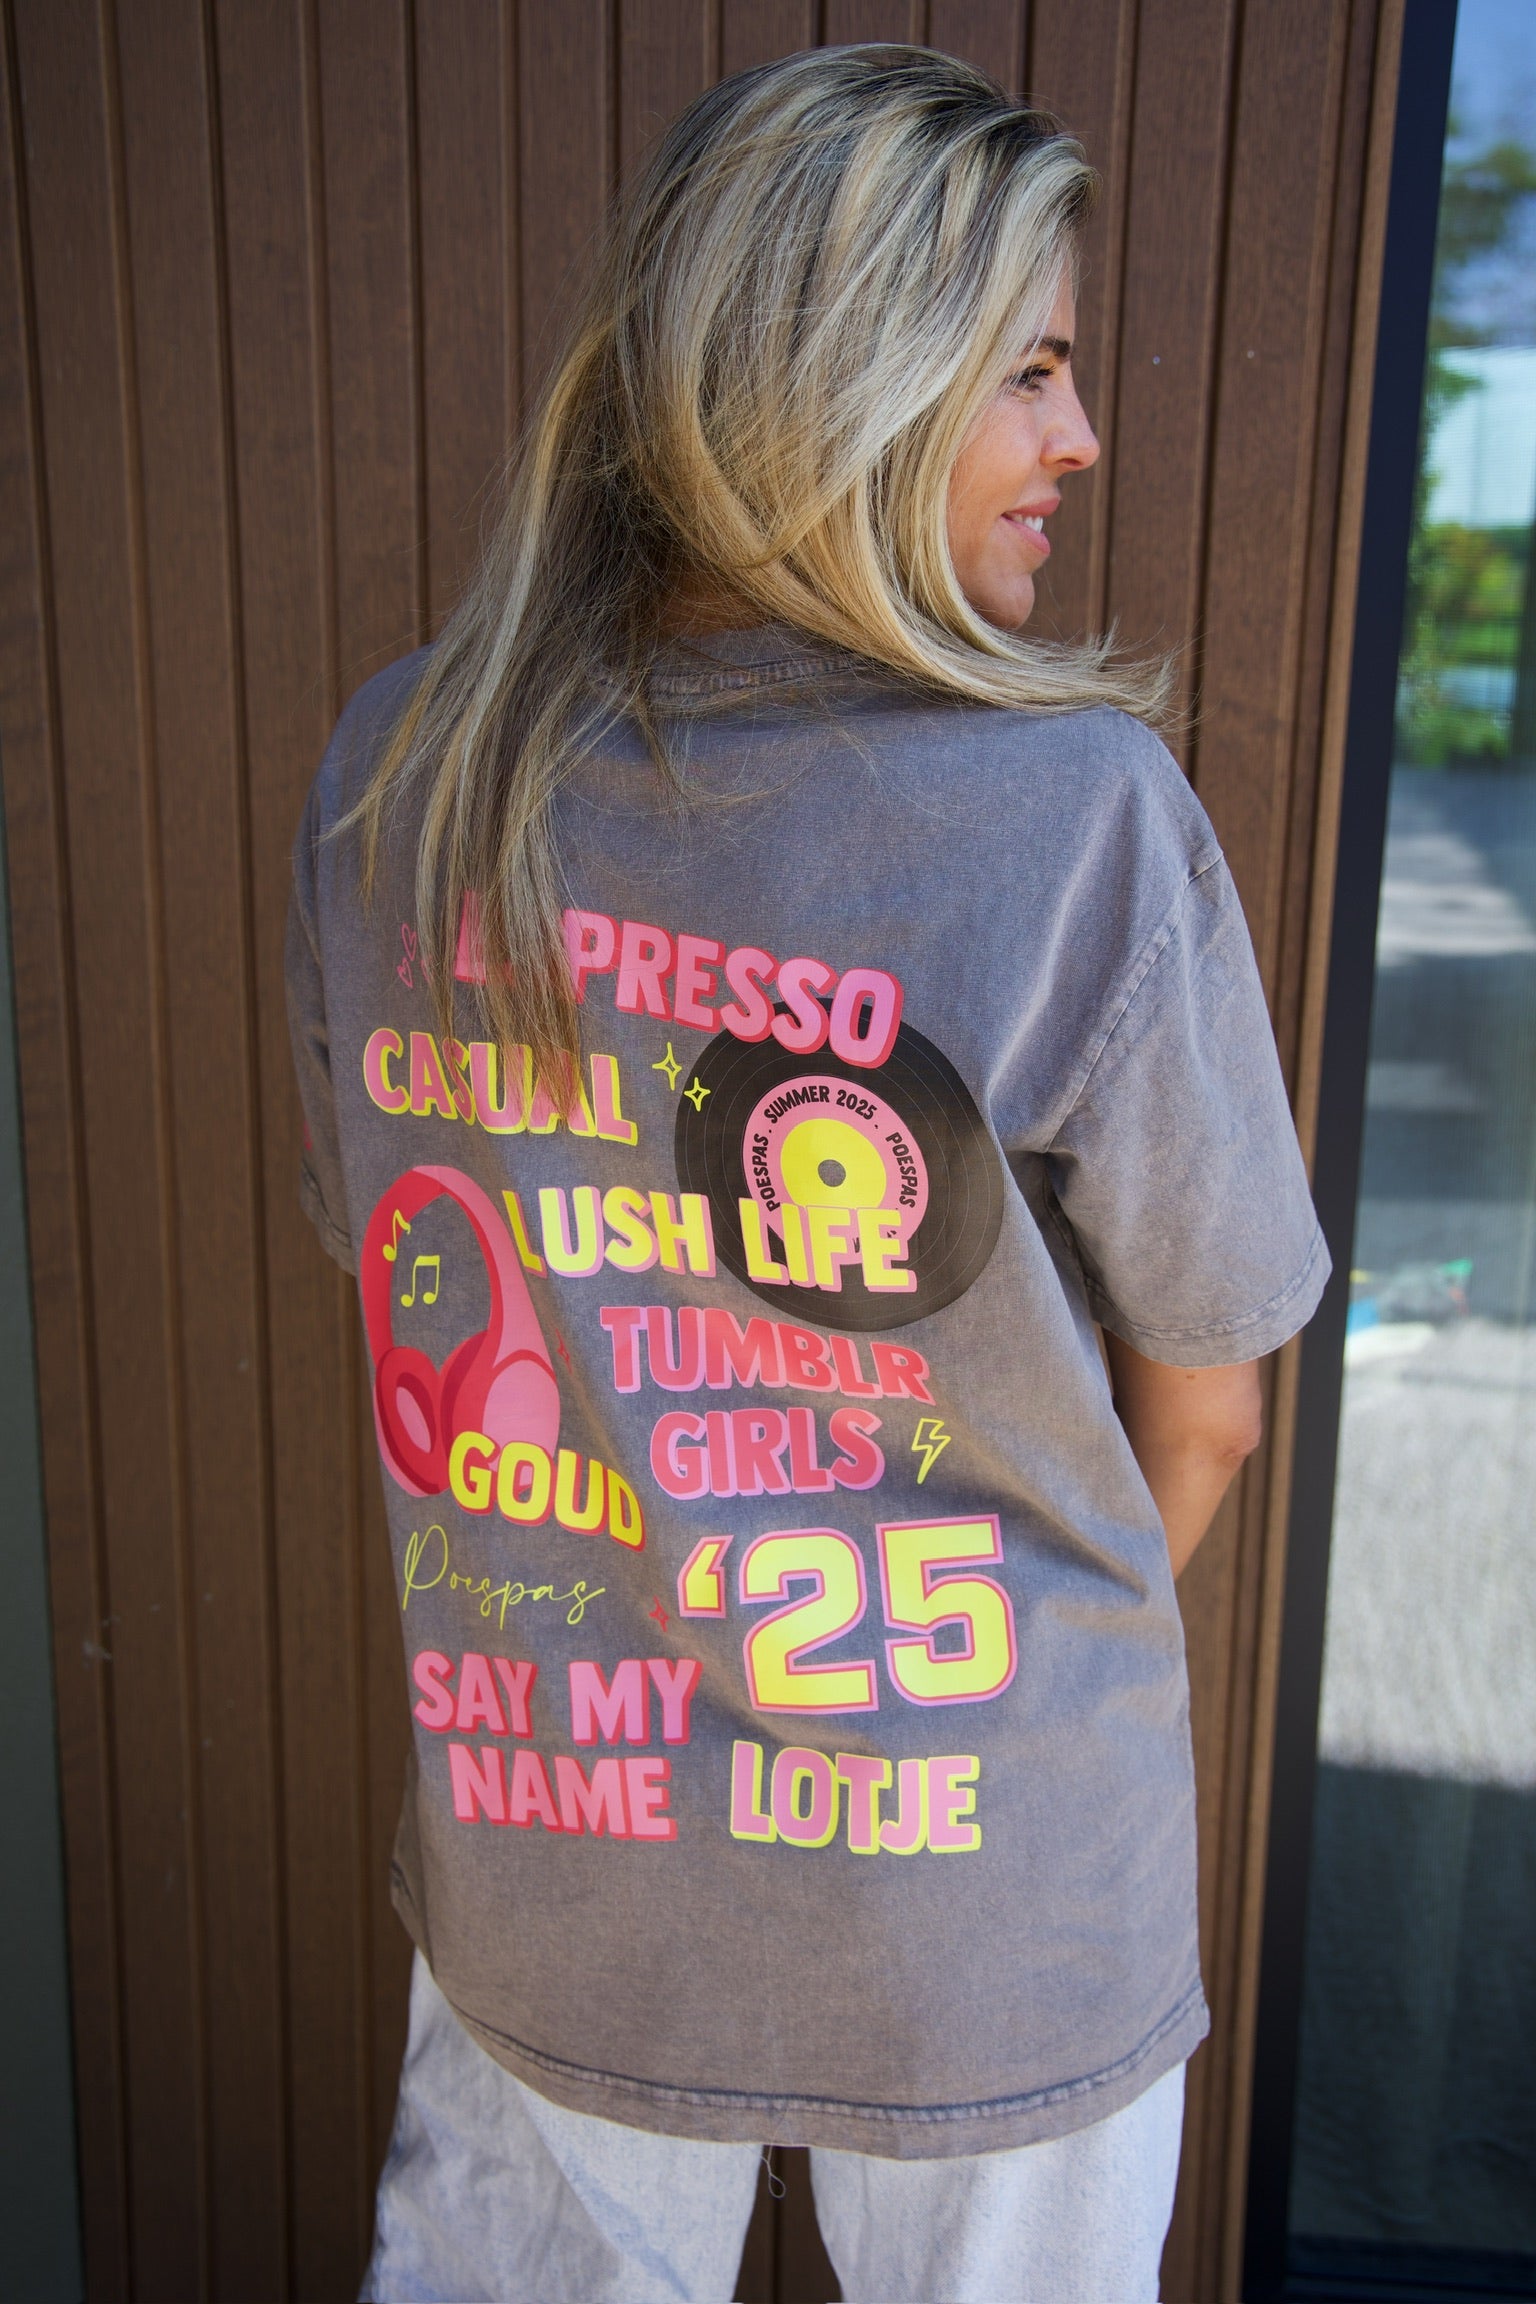 PRESSO
CASUAL
SUMMER 2025 .
POESPAS .
POESPAS
LUSH LIFE
TUMBLR
GIRLS
GOUD
Poespas
'25
SAY MY
NAME
LOTJE